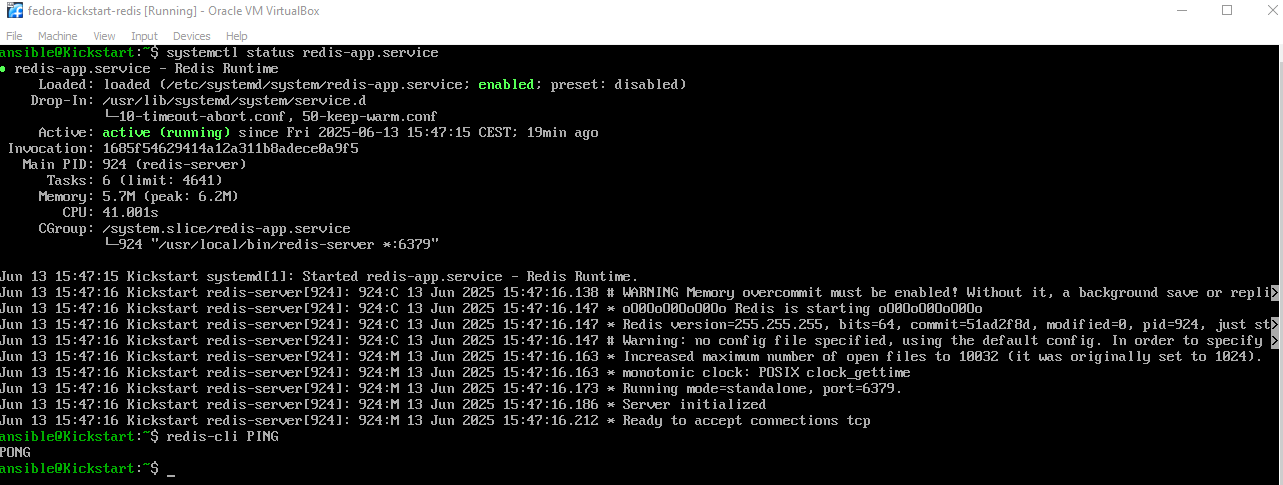 fedora-kickstart-redis [Running] - Oracle VM VirtualBox
File Machine View Input Devices Help
ansible@Kickstart:~$ systemctl status redis-app.service
● redis-app.service - Redis Runtime
     Loaded: loaded (/etc/systemd/system/redis-app.service; enabled; preset: disabled)
    Drop-In: /usr/lib/systemd/system/service.d
             └─10-timeout-abort.conf, 50-keep-warm.conf
     Active: active (running) since Fri 2025-06-13 15:47:15 CEST; 19min ago
 Invocation: 1685f54629414a12a311b8adece0a9f5
   Main PID: 924 (redis-server)
      Tasks: 6 (limit: 4641)
     Memory: 5.7M (peak: 6.2M)
        CPU: 41.001s
     CGroup: /system.slice/redis-app.service
             └─924 "/usr/local/bin/redis-server *:6379"
Jun 13 15:47:15 Kickstart systemd[1]: Started redis-app.service - Redis Runtime.
Jun 13 15:47:16 Kickstart redis-server[924]: 924:C 13 Jun 2025 15:47:16.138 # WARNING Memory overcommit must be enabled! Without it, a background save or repli>
Jun 13 15:47:16 Kickstart redis-server[924]: 924:C 13 Jun 2025 15:47:16.147 * oO0OoO0OoO0Oo Redis is starting oO0OoO0OoO0Oo
Jun 13 15:47:16 Kickstart redis-server[924]: 924:C 13 Jun 2025 15:47:16.147 * Redis version=255.255.255, bits=64, commit=51ad2f8d, modified=0, pid=924, just st>
Jun 13 15:47:16 Kickstart redis-server[924]: 924:C 13 Jun 2025 15:47:16.147 # Warning: no config file specified, using the default config. In order to specify >
Jun 13 15:47:16 Kickstart redis-server[924]: 924:M 13 Jun 2025 15:47:16.163 * Increased maximum number of open files to 10032 (it was originally set to 1024).
Jun 13 15:47:16 Kickstart redis-server[924]: 924:M 13 Jun 2025 15:47:16.163 * monotonic clock: POSIX clock_gettime
Jun 13 15:47:16 Kickstart redis-server[924]: 924:M 13 Jun 2025 15:47:16.173 * Running mode=standalone, port=6379.
Jun 13 15:47:16 Kickstart redis-server[924]: 924:M 13 Jun 2025 15:47:16.186 * Server initialized
Jun 13 15:47:16 Kickstart redis-server[924]: 924:M 13 Jun 2025 15:47:16.212 * Ready to accept connections tcp
ansible@Kickstart:~$ redis-cli PING
PONG
ansible@Kickstart:~$ _